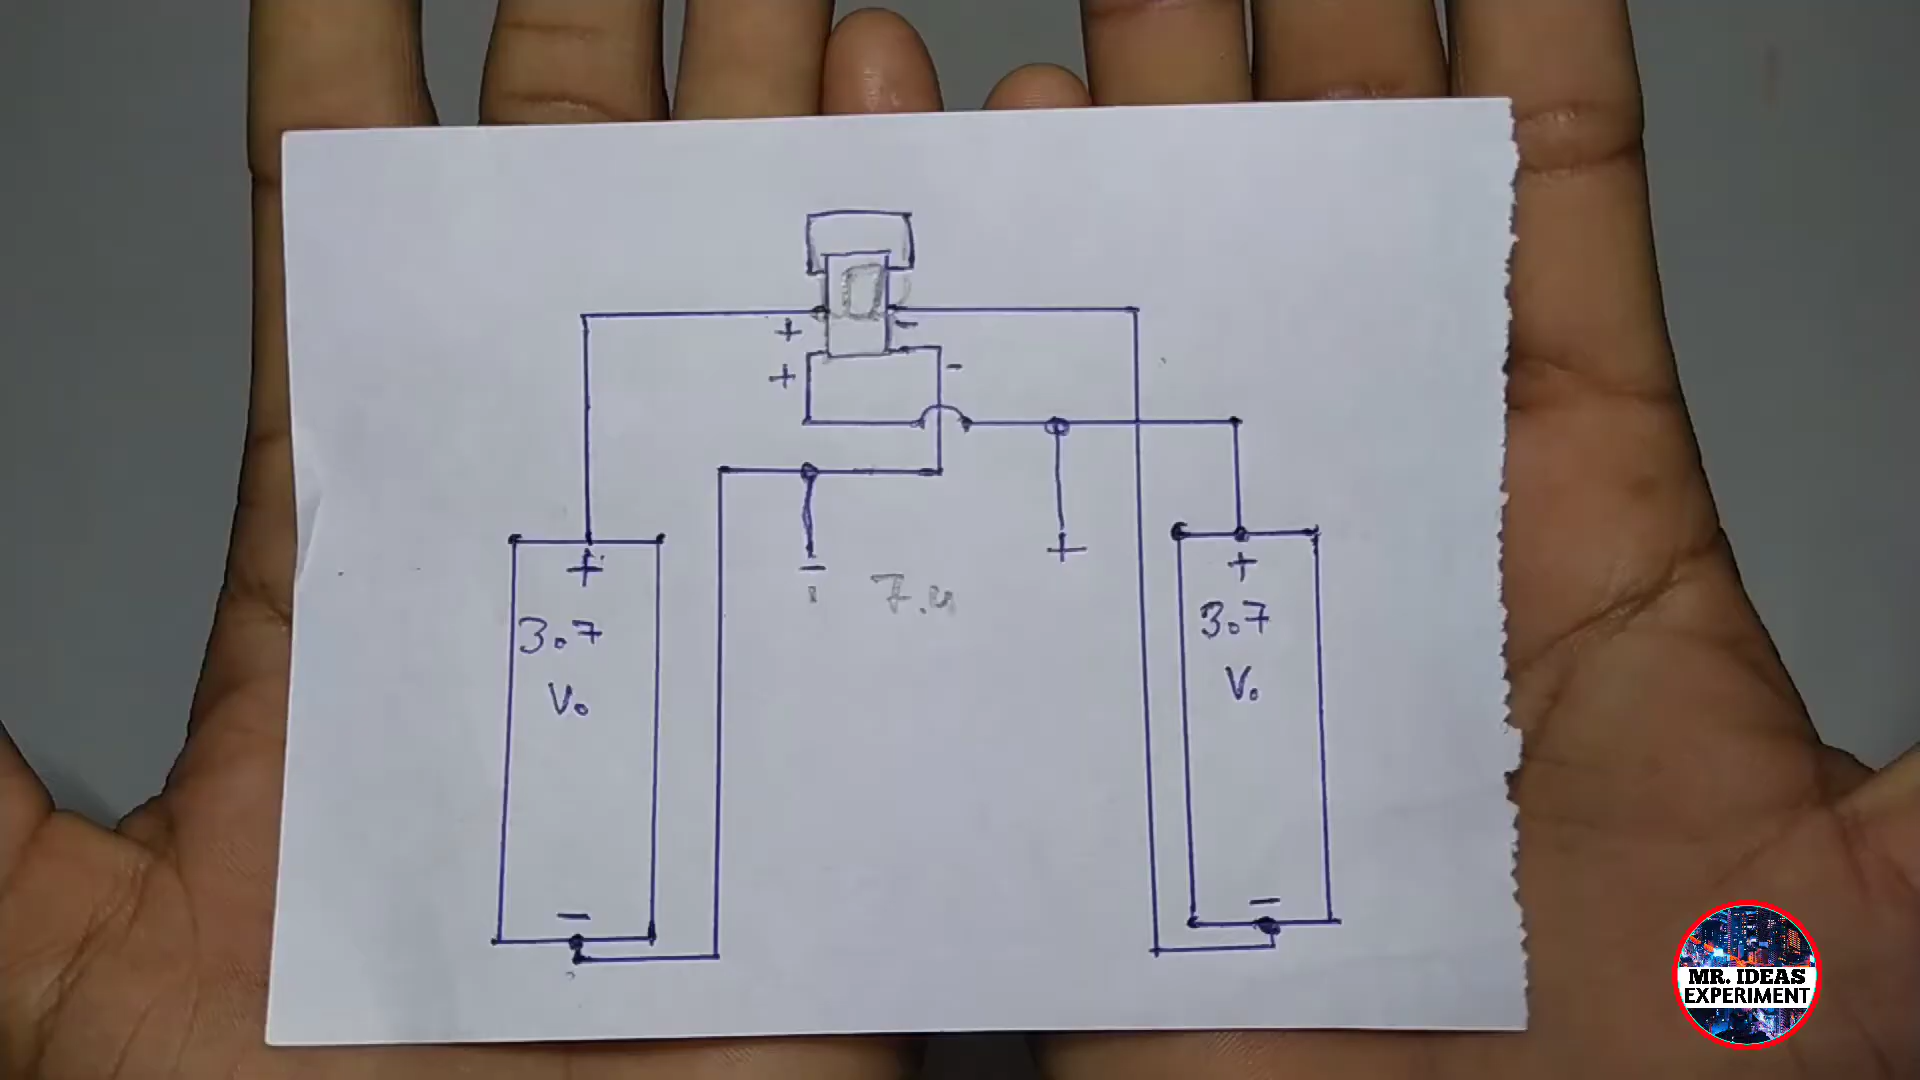 + -
+ -
-
7.4
+
+
3.7
V.
-
+
3.7
V.
-
MR. IDEAS
EXPERIMENT